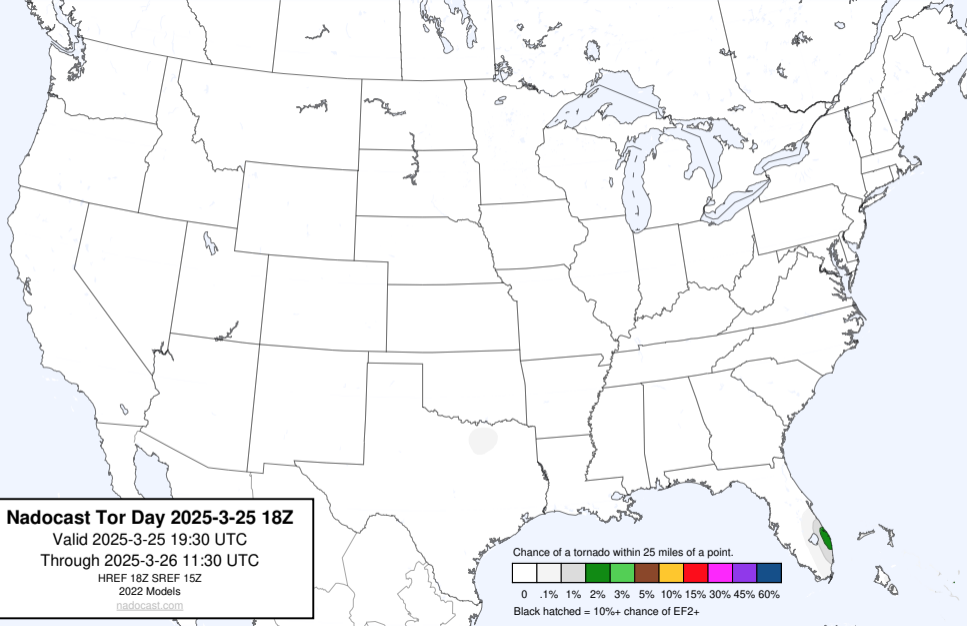 Nadocast Tor Day 2025-3-25 18Z
Valid 2025-3-25 19:30 UTC
Through 2025-3-26 11:30 UTC
HREF 18Z SREF 15Z
2022 Models
nadocast.com
Chance of a tornado within 25 miles of a point.
0 .1% 1% 2% 3% 5% 10% 15% 30% 45% 60%
Black hatched = 10%+ chance of EF2+